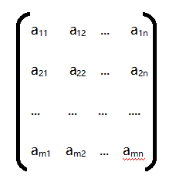 a₁₁ a₁₂ ... a₁ₙ
a₂₁ a₂₂ ... a₂ₙ
... ... ... ....
aₘ₁ aₘ₂ ... aₘₙ